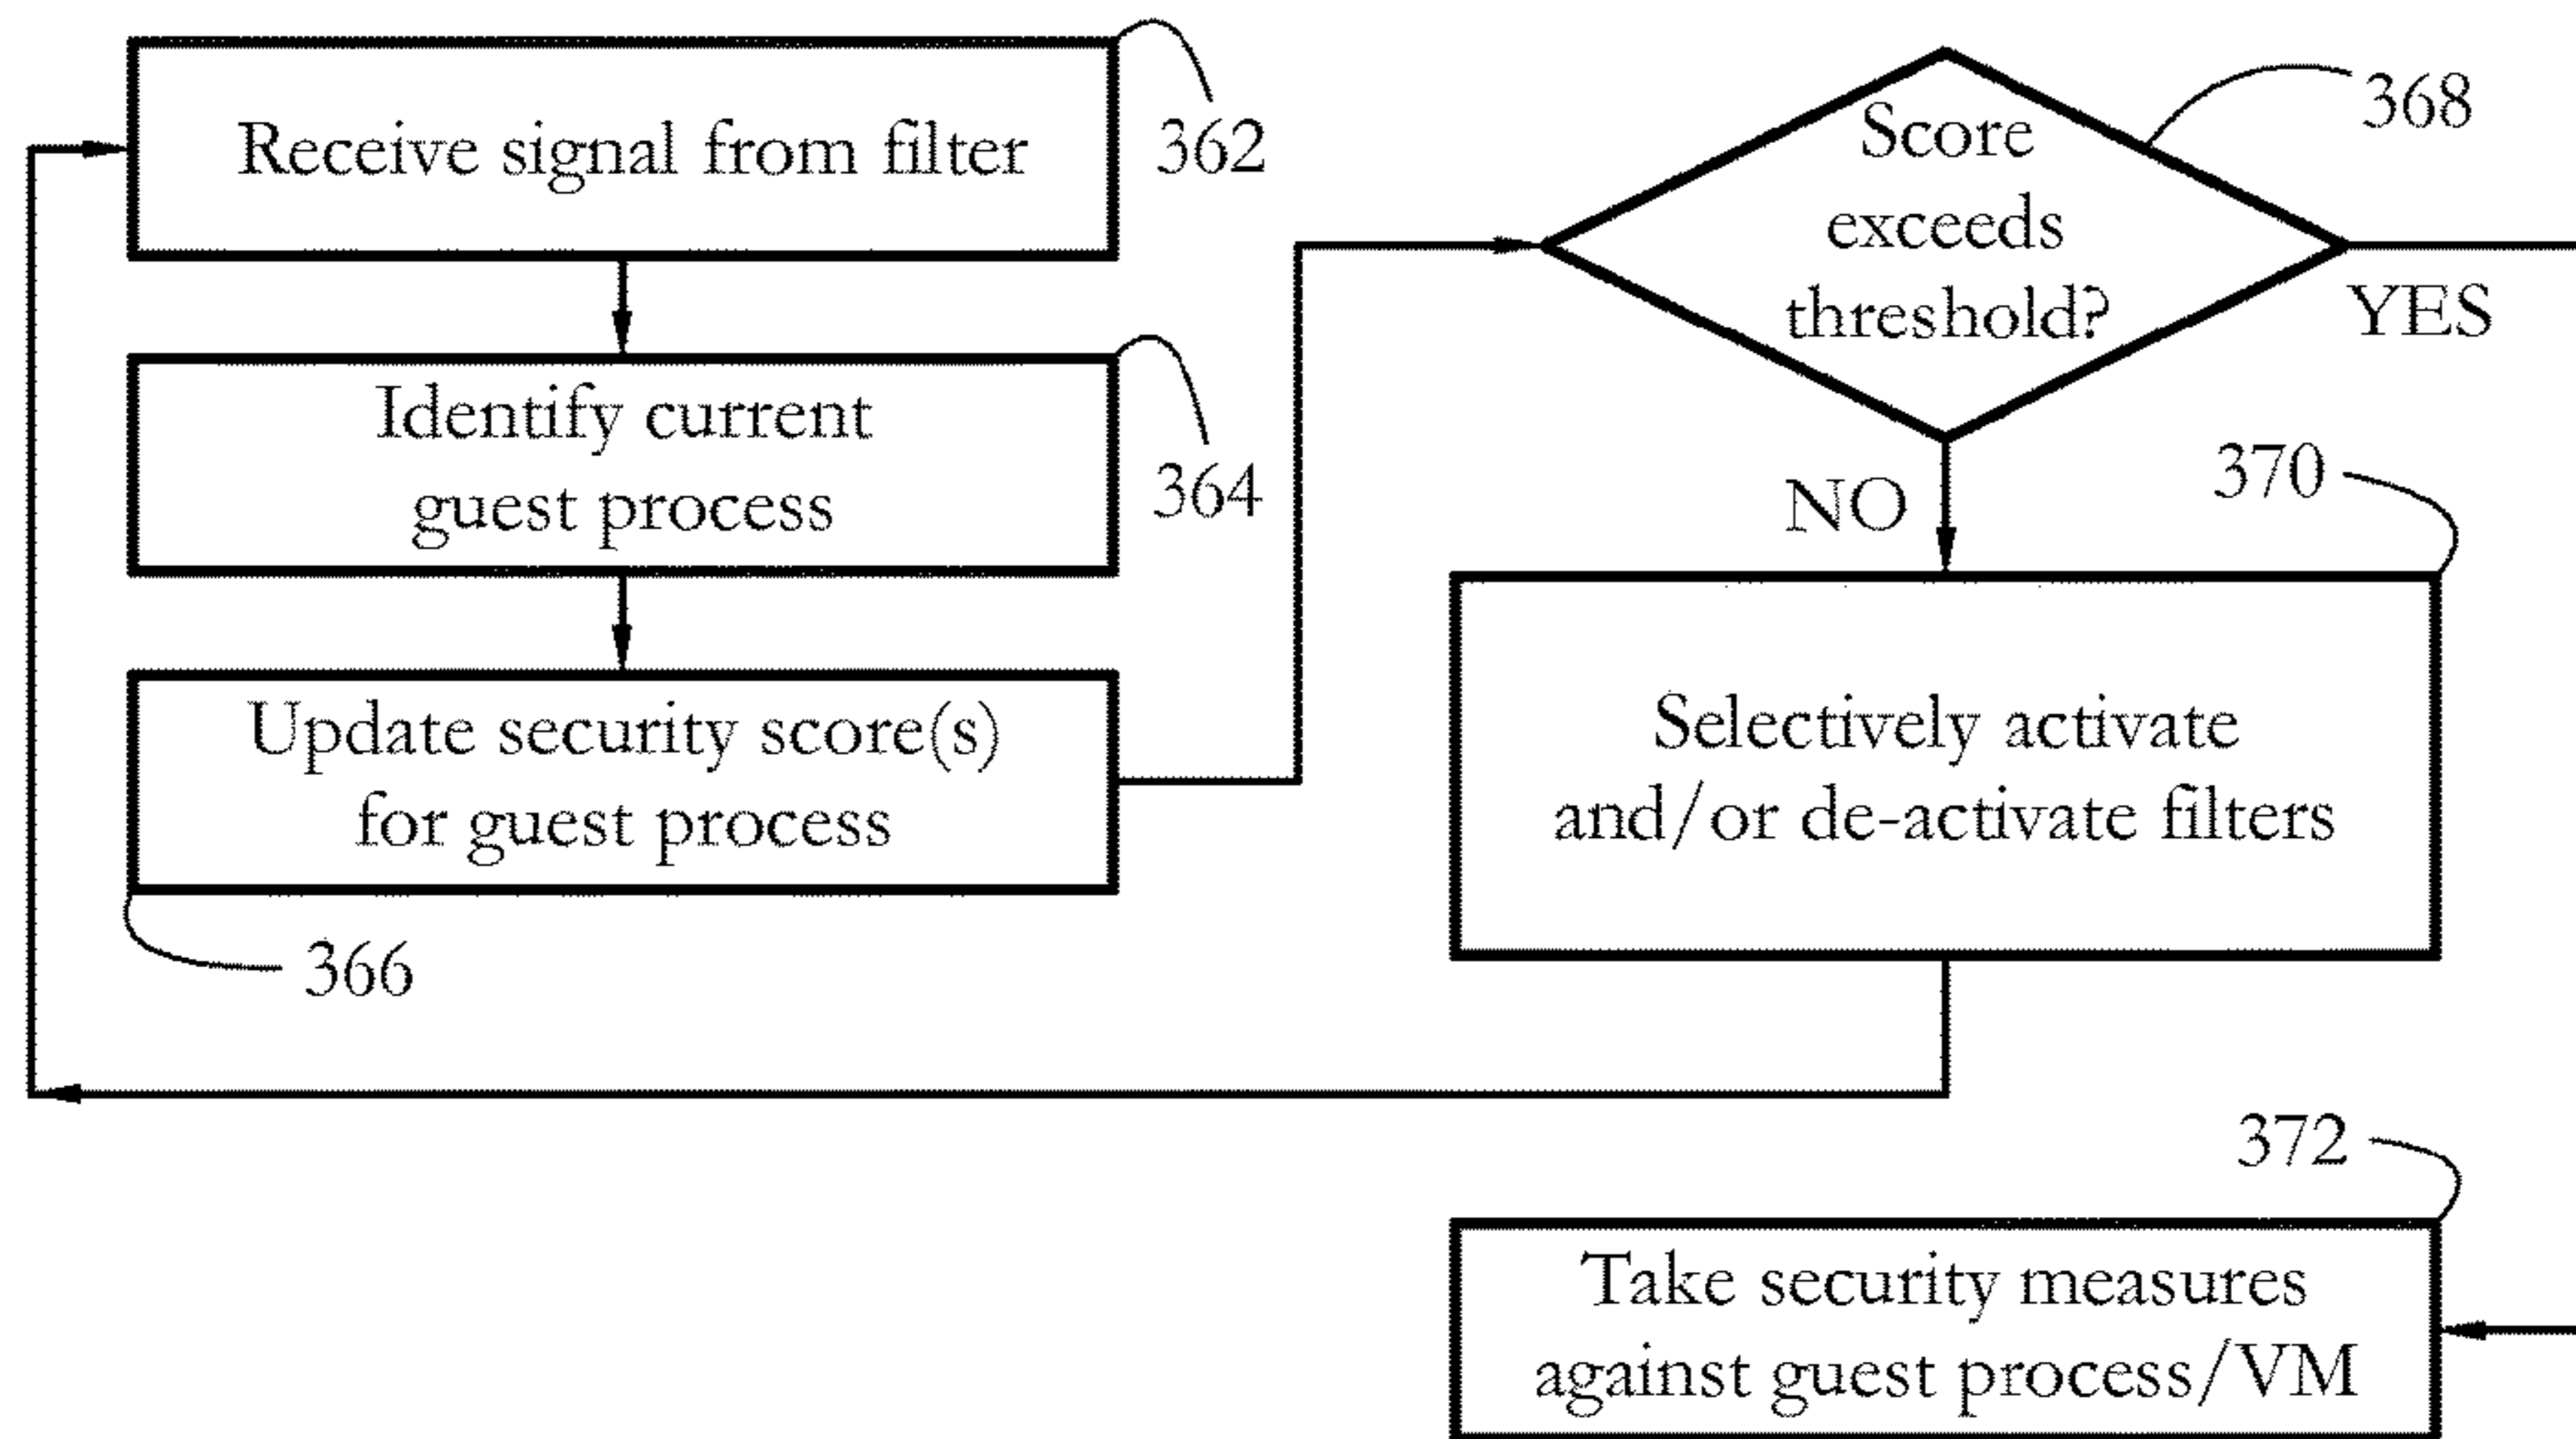 Receive signal from filter
362
Identify current
guest process
364
Update security score(s)
for guest process
366
Score
exceeds
threshold?
368
YES
NO
370
Selectively activate
and/or de-activate filters
372
Take security measures
against guest process/VM